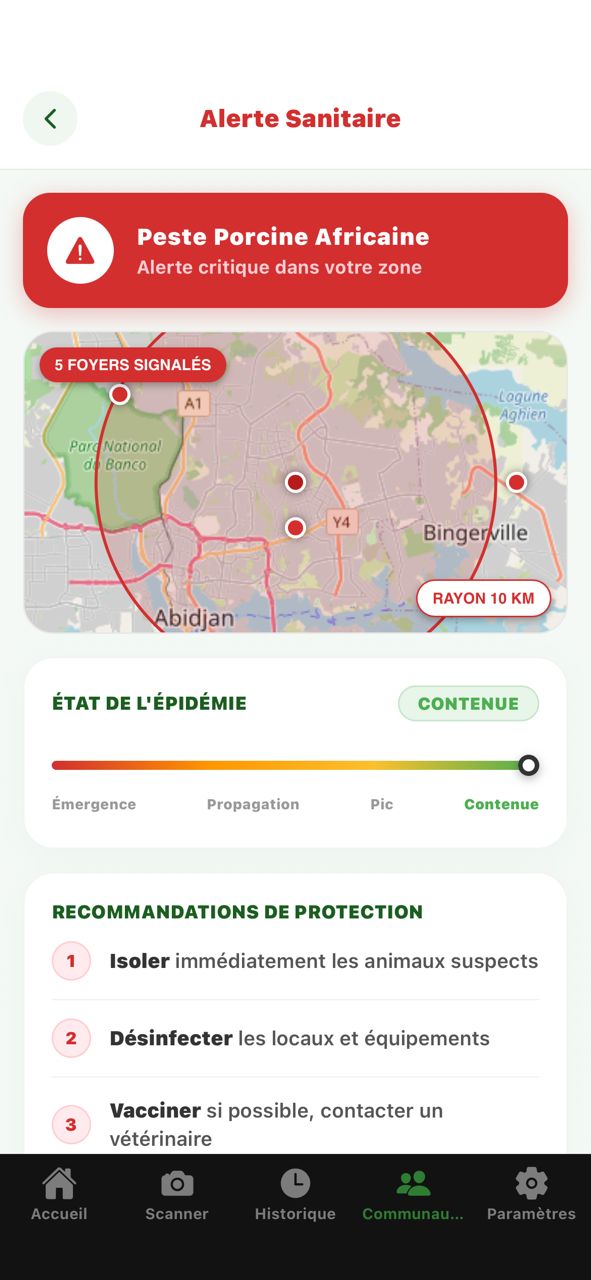 Alerte Sanitaire
Peste Porcine Africaine
Alerte critique dans votre zone
5 FOYERS SIGNALÉS
A1
Lagune
Aghien
Parc National
du Banco
Y4
Bingerville
RAYON 10 KM
Abidjan
ÉTAT DE L'ÉPIDÉMIE
CONTENUE
Émergence
Propagation
Pic
Contenue
RECOMMANDATIONS DE PROTECTION
1 Isoler immédiatement les animaux suspects
2 Désinfecter les locaux et équipements
3 Vacciner si possible, contacter un
vétérinaire
Accueil
Scanner
Historique
Communau...
Paramètres